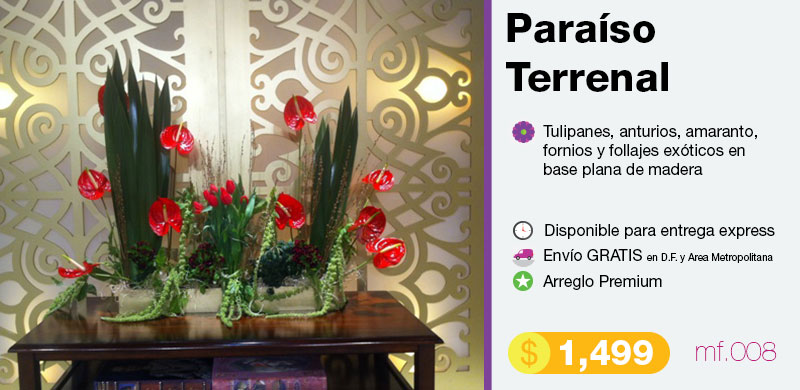 Paraíso
Terrenal
Tulipanes, anturios, amaranto,
fornios y follajes exóticos en
base plana de madera
Disponible para entrega express
Envío GRATIS en D.F. y Area Metropolitana
Arreglo Premium
$ 1,499
mf.008